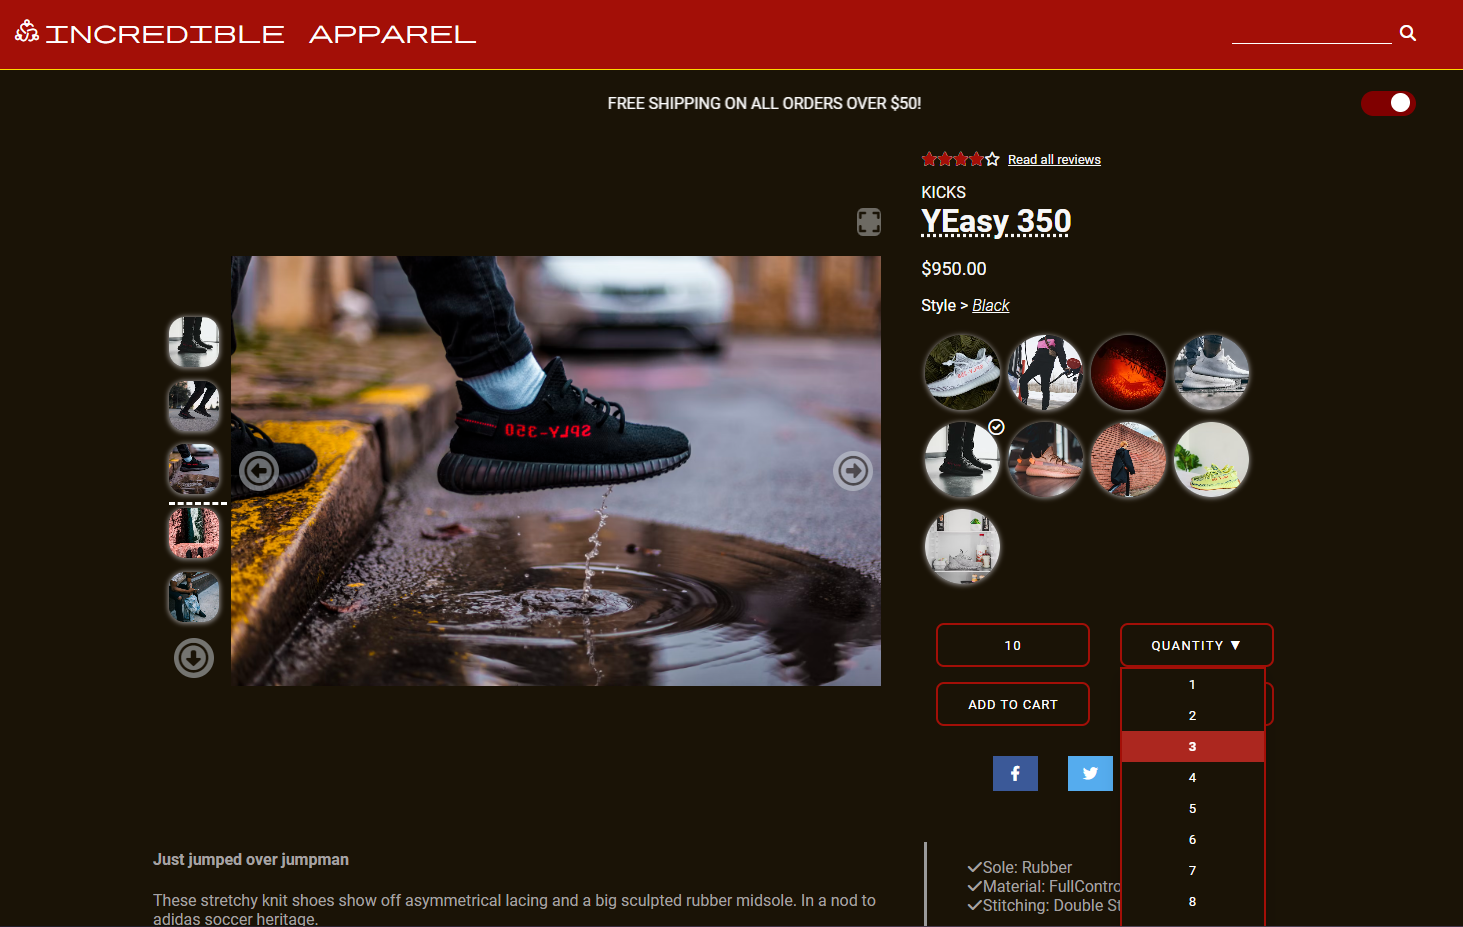 INCREDIBLE APPAREL
FREE SHIPPING ON ALL ORDERS OVER $50!
Read all reviews
KICKS
YEasy 350
$950.00
Style > Black
SPLY-350
10
QUANTITY ▼
ADD TO CART
1
2
3
4
5
6
7
8
Just jumped over jumpman
These stretchy knit shoes show off asymmetrical lacing and a big sculpted rubber midsole. In a nod to
adidas soccer heritage.
Sole: Rubber
Material: FullContro
Stitching: Double St